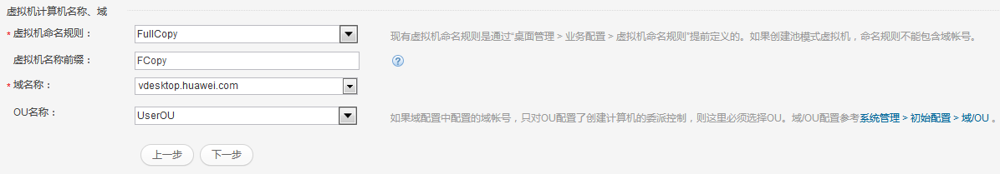 虚拟机计算机名称、域
* 虚拟机命名规则： FullCopy 现有虚拟机命名规则是通过“桌面管理 > 业务配置 > 虚拟机命名规则”提前定义的。如果创建池模式虚拟机，命名规则不能包含域帐号。
虚拟机名称前缀： FCopy ?
* 域名称： vdesktop.huawei.com
OU名称： UserOU 如果域配置中配置的域帐号，只对OU配置了创建计算机的委派控制，则这里必须选择OU。域/OU配置参考系统管理 > 初始配置 > 域/OU 。
上一步 下一步